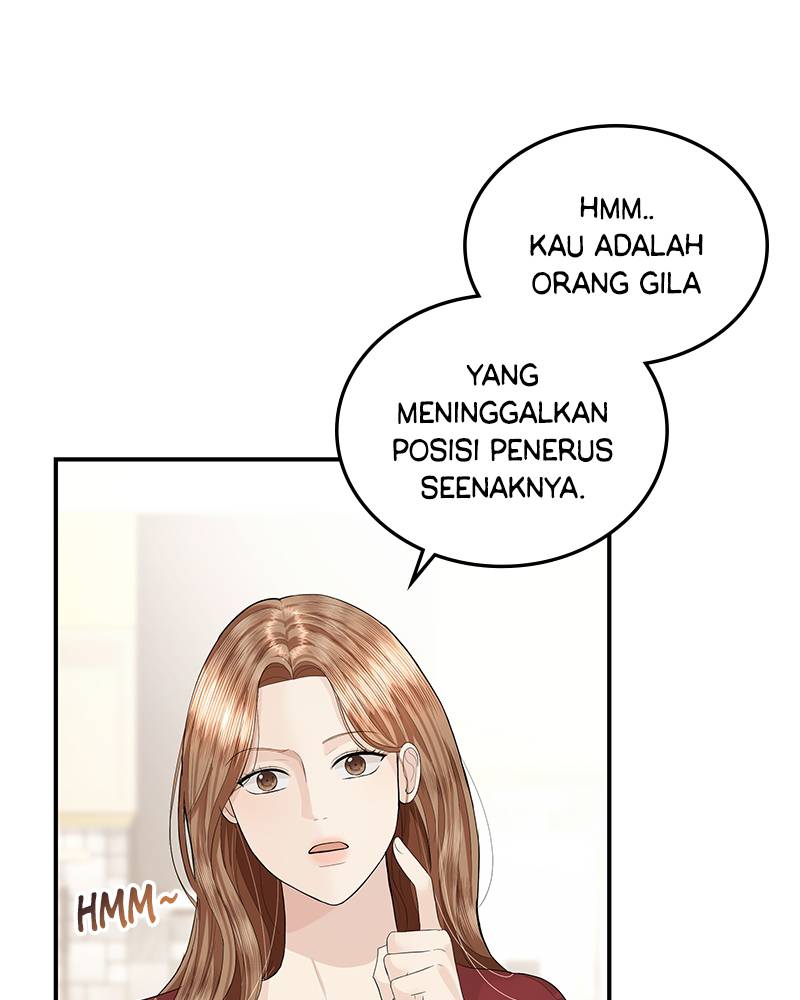 HMM..
KAU ADALAH
ORANG GILA
YANG
MENINGGALKAN
POSISI PENERUS
SEENAKNYA.
HMM~